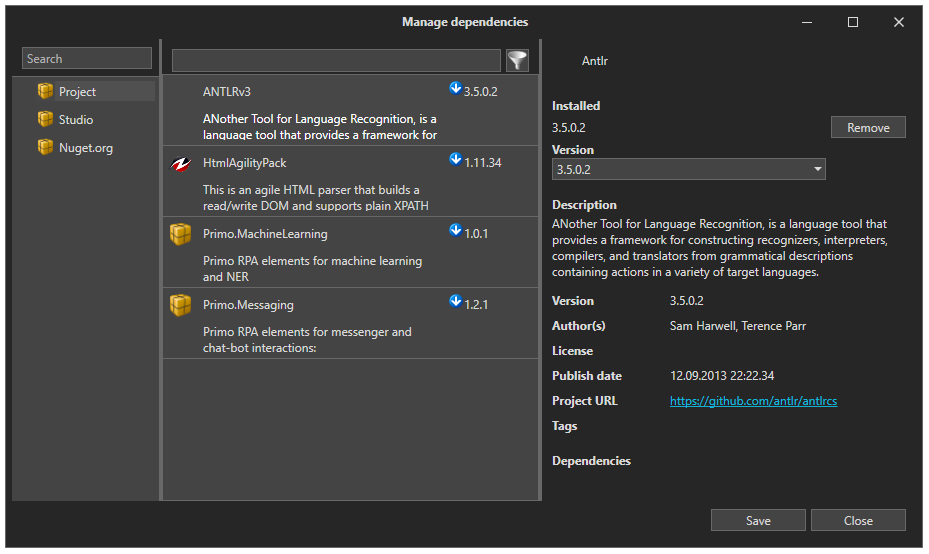 Manage dependencies
Search
Project
Studio
Nuget.org
ANTLRv3
3.5.0.2
ANother Tool for Language Recognition, is a
language tool that provides a framework for
HtmlAgilityPack
1.11.34
This is an agile HTML parser that builds a
read/write DOM and supports plain XPATH
Primo.MachineLearning
1.0.1
Primo RPA elements for machine learning
and NER
Primo.Messaging
1.2.1
Primo RPA elements for messenger and
chat-bot interactions:
Antlr
Installed
3.5.0.2
Remove
Version
3.5.0.2
Description
ANother Tool for Language Recognition, is a language tool that
provides a framework for constructing recognizers, interpreters,
compilers, and translators from grammatical descriptions
containing actions in a variety of target languages.
Version 3.5.0.2
Author(s) Sam Harwell, Terence Parr
License
Publish date 12.09.2013 22:22.34
Project URL https://github.com/antlr/antlrcs
Tags
Dependencies
Save
Close